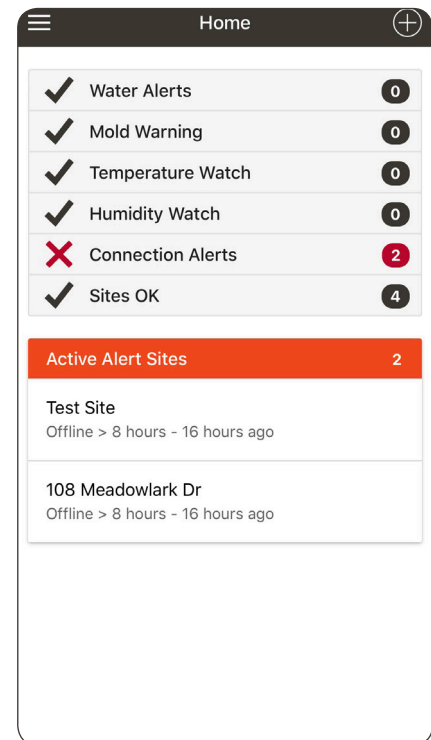 Home
Water Alerts 0
Mold Warning 0
Temperature Watch 0
Humidity Watch 0
Connection Alerts 2
Sites OK 4
Active Alert Sites 2
Test Site
Offline > 8 hours - 16 hours ago
108 Meadowlark Dr
Offline > 8 hours - 16 hours ago